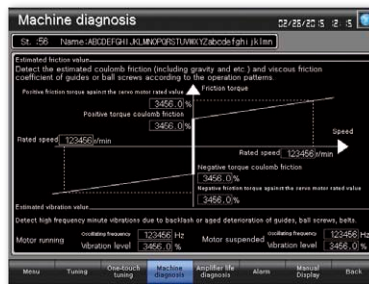 Machine diagnosis
02/25/2015 12:15
St. :56 Name:ABCDEFGHIJKLMNOPQRSTUVWXYZabcdefghijklmn
Estimated friction value
Detect the estimated coulomb friction (including gravity and etc.) and viscous friction
coefficient of guides or ball screws according to the operation patterns.
Positive friction torque against the servo motor rated value
Friction torque
3456.0 %
Positive torque coulomb friction
3456.0 %
Speed
Rated speed 123456 r/min
Rated speed 123456 r/min
Negative torque coulomb friction
3456.0 %
Negative friction torque against the servo motor rated value
3456.0 %
Estimated vibration value
Detect high frequency minute vibrations due to backlash or aged deterioration of guides, ball screws, belts.
Motor running
Oscillating frequency 123456 Hz
Vibration level 3456.0 %
Motor suspended
Oscillating frequency 123456 Hz
Vibration level 3456.0 %
Menu
Tuning
One-touch tuning
Machine diagnosis
Amplifier life diagnosis
Alarm
Manual Display
Back